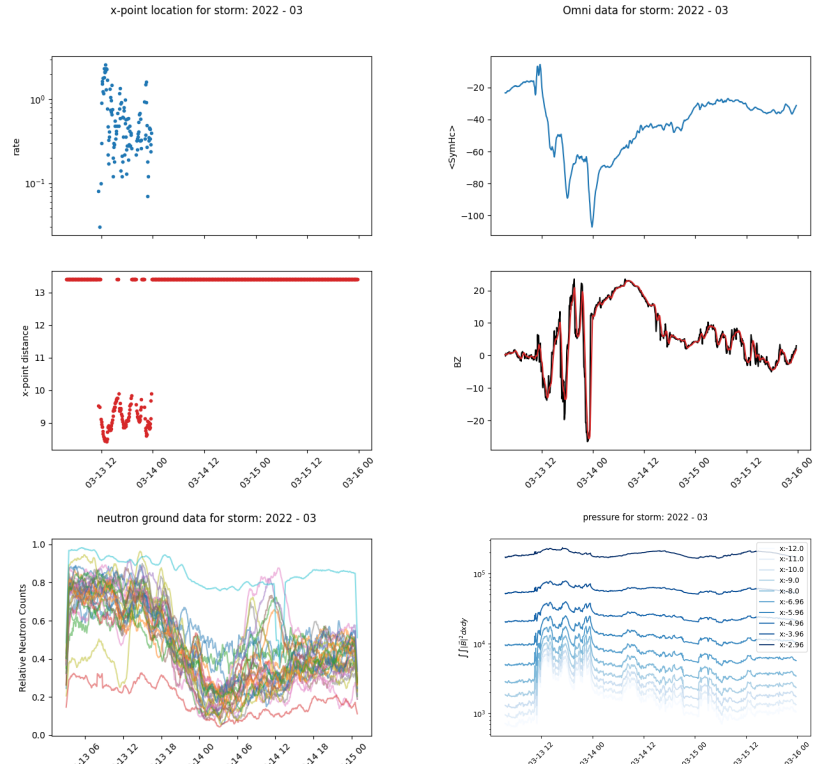 x-point location for storm: 2022 - 03
rate
10⁰
10⁻¹
x-point distance
13
12
11
10
9
03-13 12
03-14 00
03-14 12
03-15 00
03-15 12
03-16 00
Omni data for storm: 2022 - 03
<SymHc>
−20
−40
−60
−80
−100
BZ
20
10
0
−10
−20
03-13 12
03-14 00
03-14 12
03-15 00
03-15 12
03-16 00
neutron ground data for storm: 2022 - 03
Relative Neutron Counts
1.0
0.8
0.6
0.4
0.2
0.0
-13 06
-13 12
-13 18
-14 00
-14 06
-14 12
-14 18
-15 00
pressure for storm: 2022 - 03
∫∫|B|²dxdy
10⁵
10⁴
10³
x:-12.0
x:-11.0
x:-10.0
x:-9.0
x:-8.0
x:-6.96
x:-5.96
x:-4.96
x:-3.96
x:-2.96
03-13 12
03-14 00
03-14 12
03-15 00
03-15 12
03-16 00